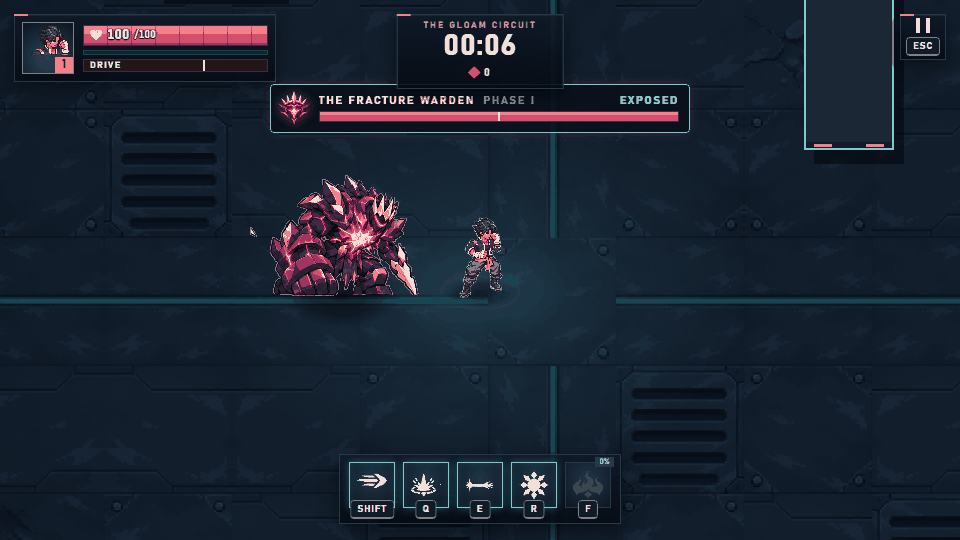 100 /100
1
DRIVE
THE GLOAM CIRCUIT
00:06
0
ESC
THE FRACTURE WARDEN PHASE I EXPOSED
0%
SHIFT Q E R F